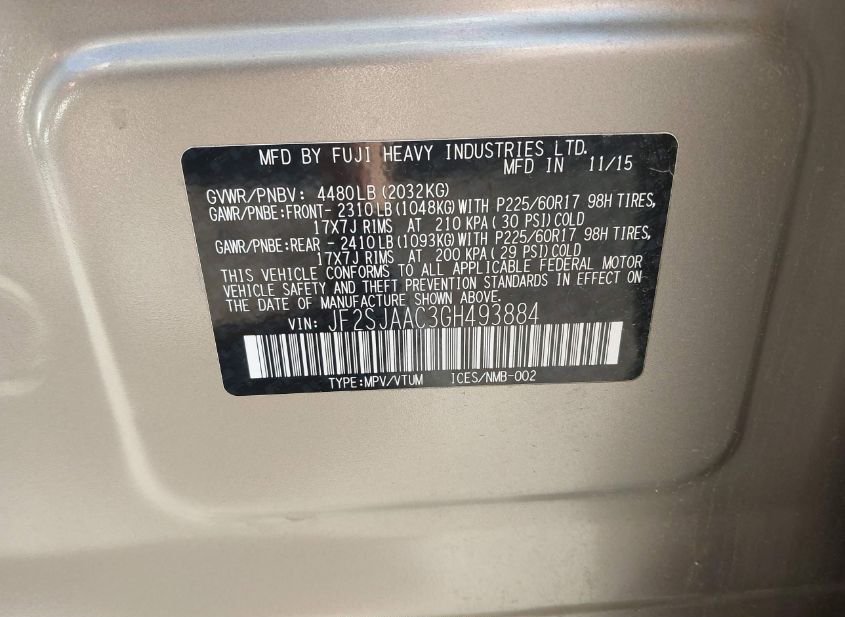 MFD BY FUJI HEAVY INDUSTRIES LTD.
MFD IN 11/15
GVWR/PNBV: 4480LB(2032KG)
GAWR/PNBE:FRONT- 2310LB(1048KG)WITH P225/60R17 98H TIRES,
17X7J RIMS AT 210 KPA( 30 PSI)COLD
GAWR/PNBE:REAR - 2410LB(1093KG)WITH P225/60R17 98H TIRES,
17X7J RIMS AT 200 KPA( 29 PSI)COLD
THIS VEHICLE CONFORMS TO ALL APPLICABLE FEDERAL MOTOR
VEHICLE SAFETY AND THEFT PREVENTION STANDARDS IN EFFECT ON
THE DATE OF MANUFACTURE SHOWN ABOVE.
VIN: JF2SJAAC3GH493884
TYPE:MPV/VTUM ICES/NMB-002